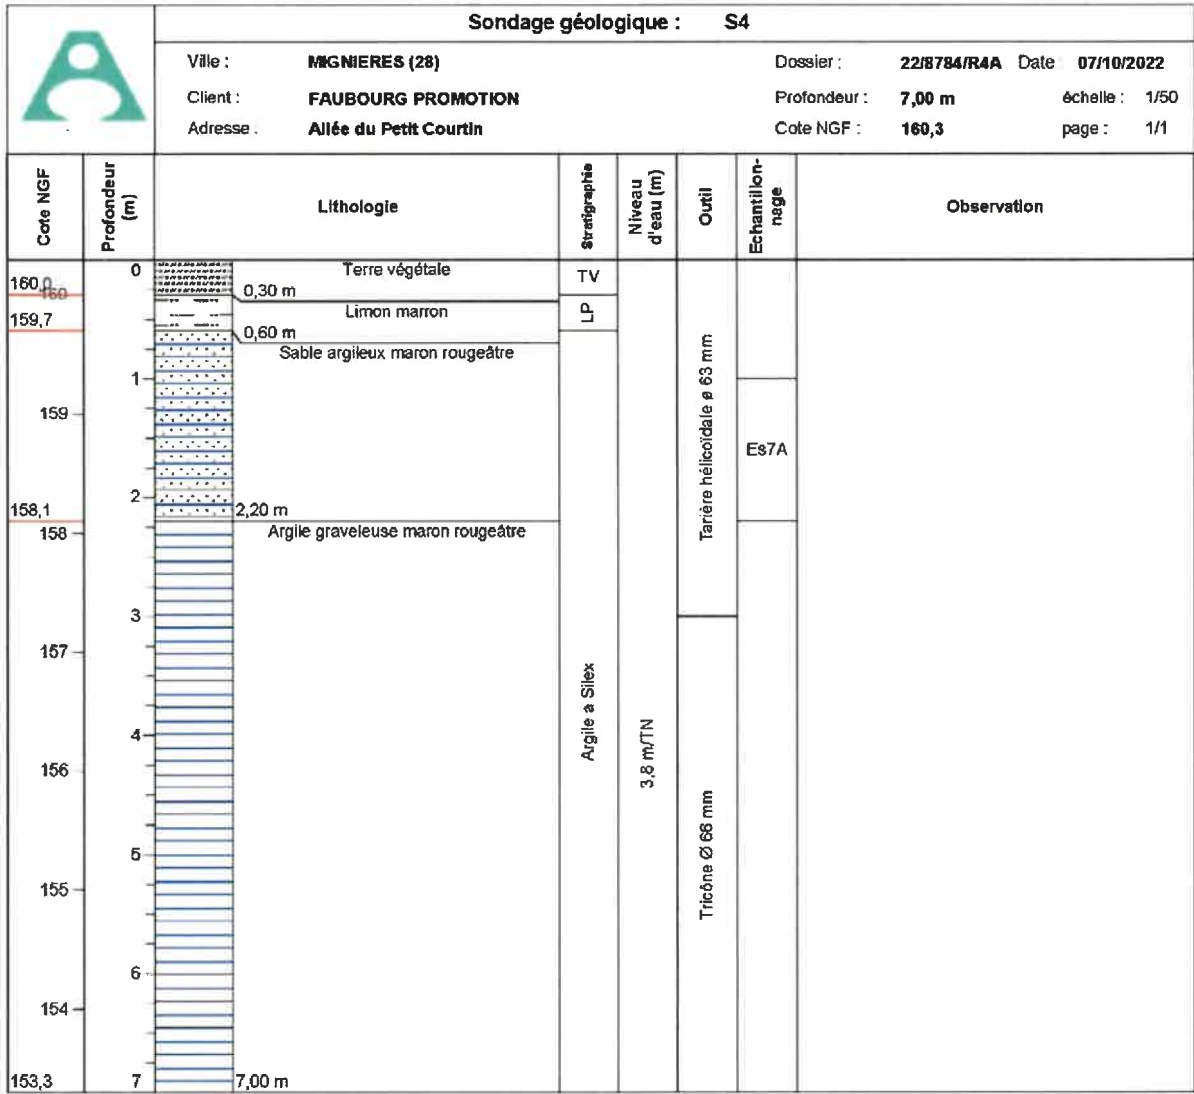 Sondage géologique : S4
Ville : MIGNIERES (28) Dossier : 22/8784/R4A Date 07/10/2022
Client : FAUBOURG PROMOTION Profondeur : 7,00 m échelle : 1/50
Adresse : Allée du Petit Courtin Cote NGF : 160,3 page : 1/1
Cote NGF
Profondeur (m)
Lithologie
Stratigraphie
Niveau d'eau (m)
Outil
Echantillon-
nage
Observation
0
Terre végétale
TV
160,0
160
0,30 m
159,7
Limon marron
LP
0,60 m
Sable argileux maron rougeâtre
1
159
Es7A
Tarière hélicoïdale ø 63 mm
2
158,1
2,20 m
158
Argile graveleuse maron rougeâtre
3
157
Argile a Silex
4
3.8 m/TN
156
5
155
Tricône Ø 66 mm
6
154
153,3
7
7,00 m